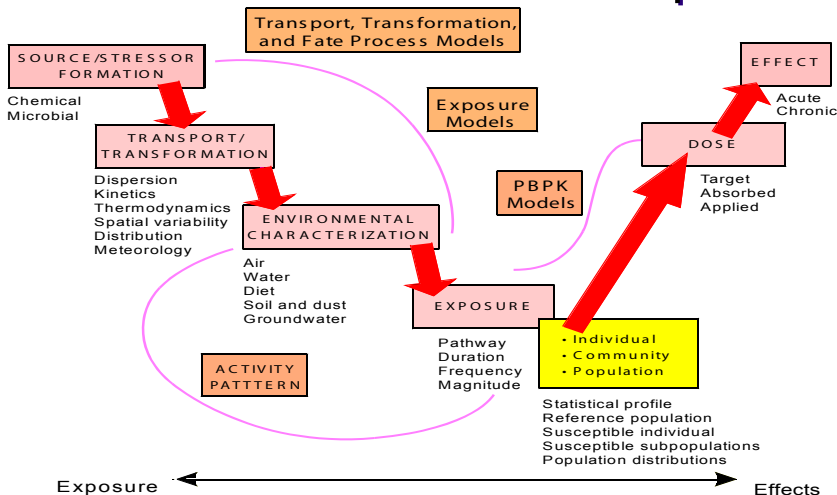 Transport, Transformation,
and Fate Process Models
SOURCE/STRESSOR
FORMATION
Chemical
Microbial
TRANSPORT/
TRANSFORMATION
Dispersion
Kinetics
Thermodynamics
Spatial variability
Distribution
Meteorology
Exposure
Models
ENVIRONMENTAL
CHARACTERIZATION
Air
Water
Diet
Soil and dust
Groundwater
PBPK
Models
EXPOSURE
Pathway
Duration
Frequency
Magnitude
ACTIVITY
PATTTERN
• Individual
• Community
• Population
Statistical profile
Reference population
Susceptible individual
Susceptible subpopulations
Population distributions
DOSE
Target
Absorbed
Applied
EFFECT
Acute
Chronic
Exposure
Effects